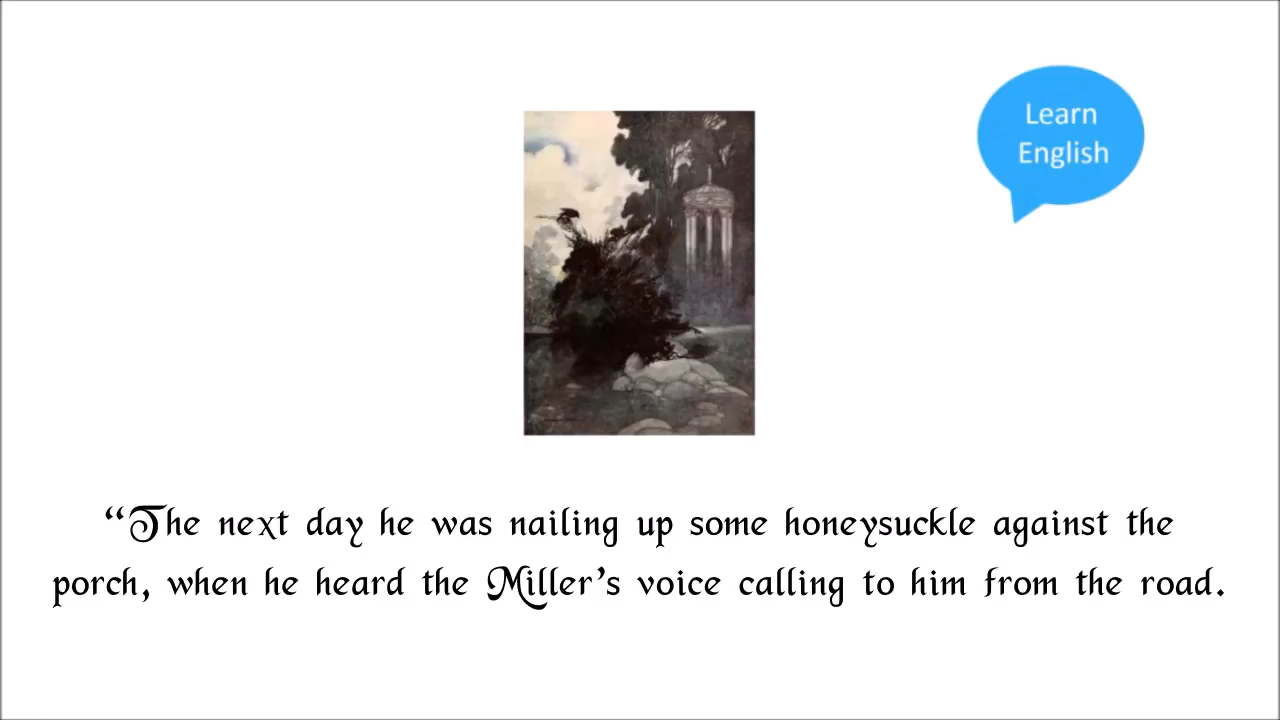 Learn
English
“The next day he was nailing up some honeysuckle against the
porch, when he heard the Miller’s voice calling to him from the road.